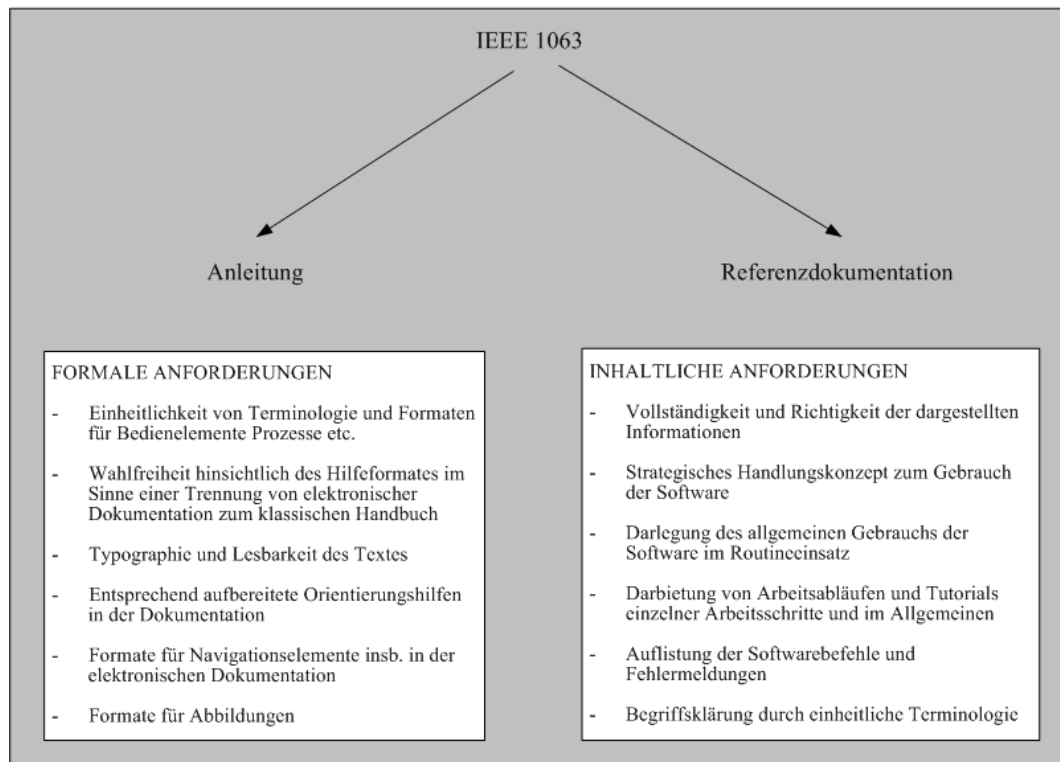 IEEE 1063
Anleitung
Referenzdokumentation
FORMALE ANFORDERUNGEN
- Einheitlichkeit von Terminologie und Formaten
für Bedienelemente Prozesse etc.
- Wahlfreiheit hinsichtlich des Hilfeformates im
Sinne einer Trennung von elektronischer
Dokumentation zum klassischen Handbuch
- Typographie und Lesbarkeit des Textes
- Entsprechend aufbereitete Orientierungshilfen
in der Dokumentation
- Formate für Navigationselemente insb. in der
elektronischen Dokumentation
- Formate für Abbildungen
INHALTLICHE ANFORDERUNGEN
- Vollständigkeit und Richtigkeit der dargestellten
Informationen
- Strategisches Handlungskonzept zum Gebrauch
der Software
- Darlegung des allgemeinen Gebrauchs der
Software im Routineeinsatz
- Darbietung von Arbeitsabläufen und Tutorials
einzelner Arbeitsschritte und im Allgemeinen
- Auflistung der Softwarebefehle und
Fehlermeldungen
- Begriffsklärung durch einheitliche Terminologie